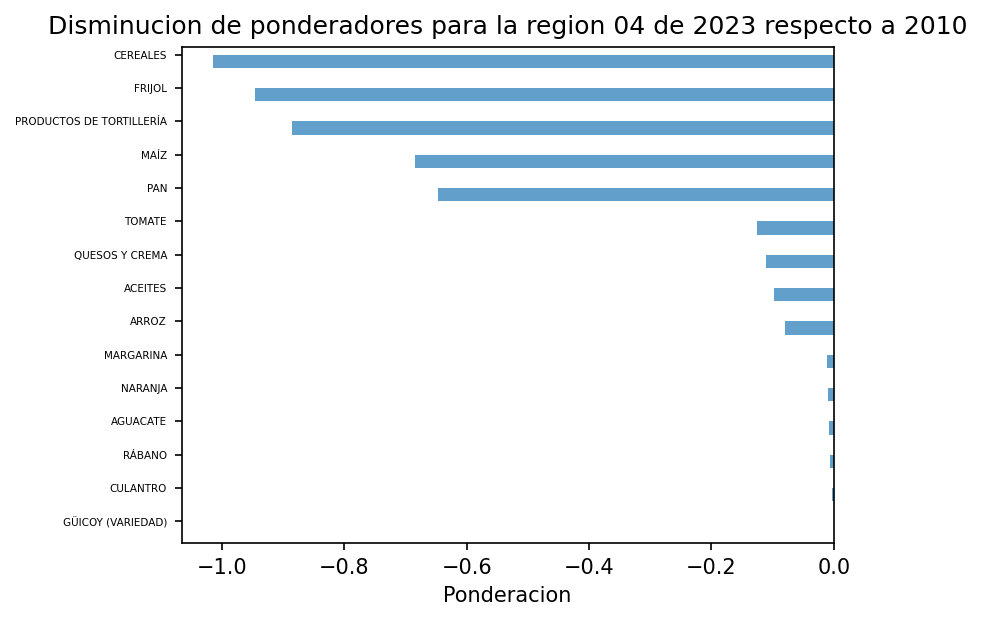 Disminucion de ponderadores para la region 04 de 2023 respecto a 2010
CEREALES
FRIJOL
PRODUCTOS DE TORTILLERÍA
MAÍZ
PAN
TOMATE
QUESOS Y CREMA
ACEITES
ARROZ
MARGARINA
NARANJA
AGUACATE
RÁBANO
CULANTRO
GÜICOY (VARIEDAD)
−1.0 −0.8 −0.6 −0.4 −0.2 0.0
Ponderacion